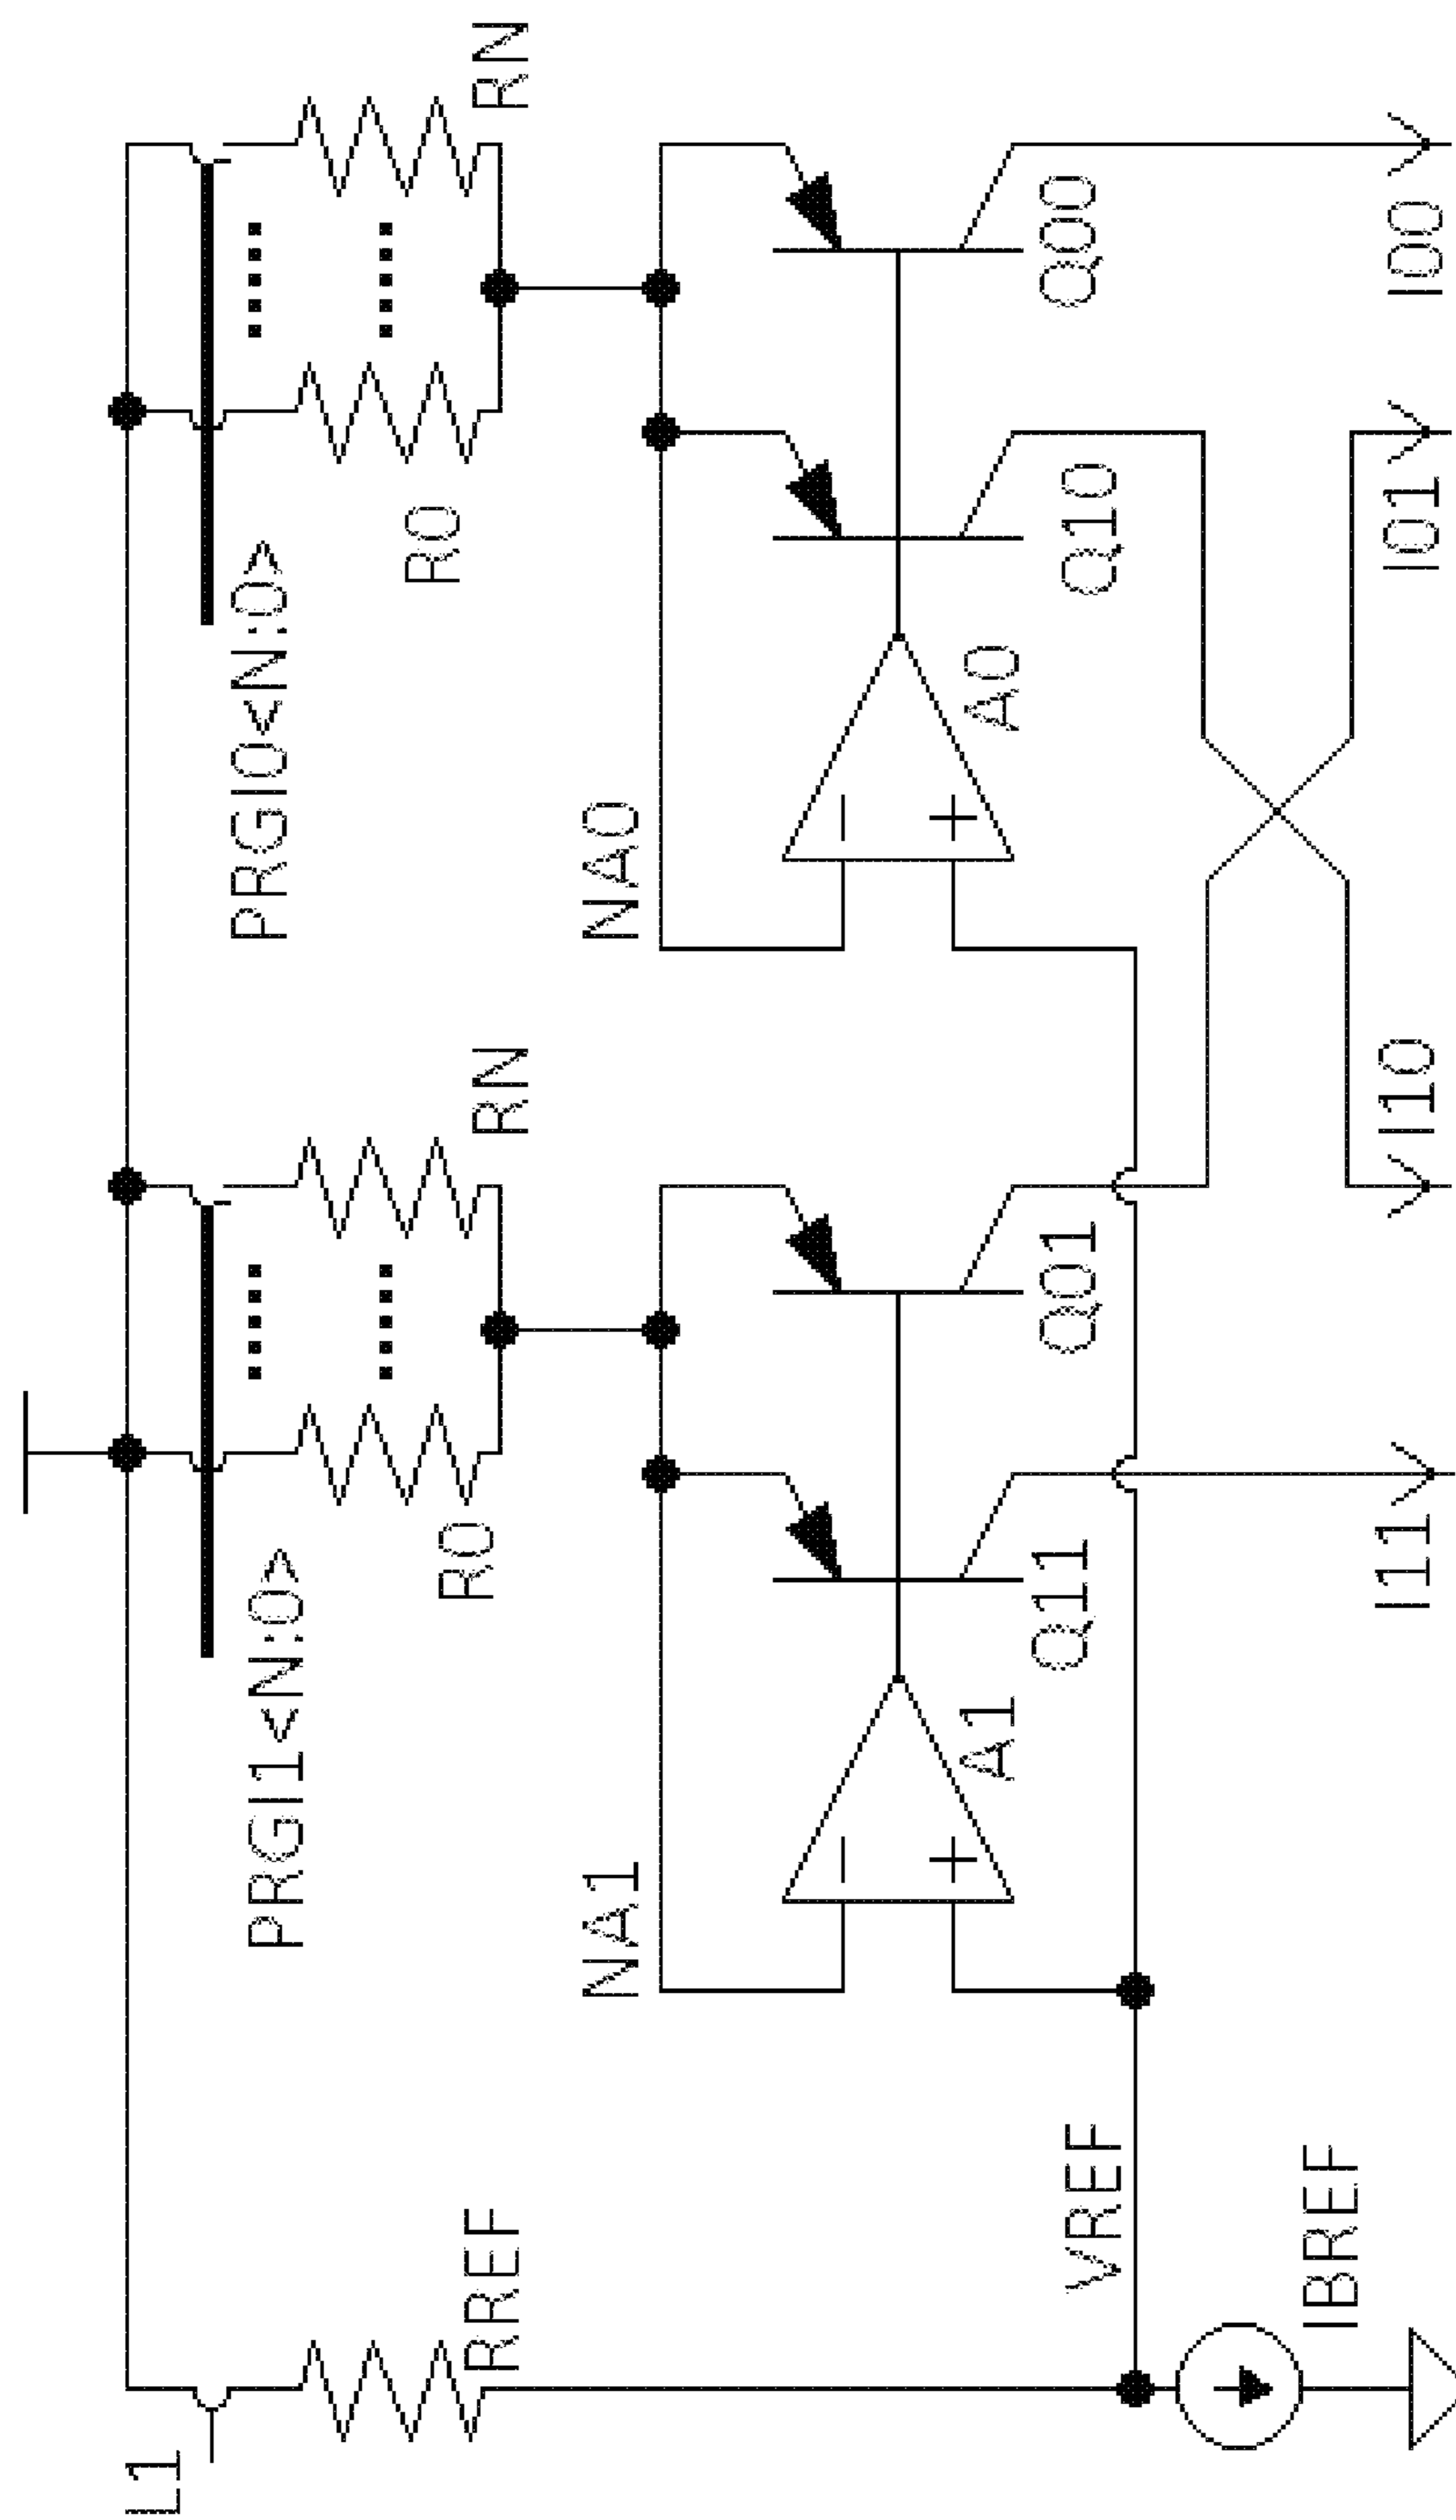 L1
RREF
VREF
IBREF
PRGI1<N:0>
R0
RN
NA1
A1
Q11
Q01
I11
I10
PRGI0<N:0>
R0
RN
NA0
A0
Q10
Q00
I01
I00